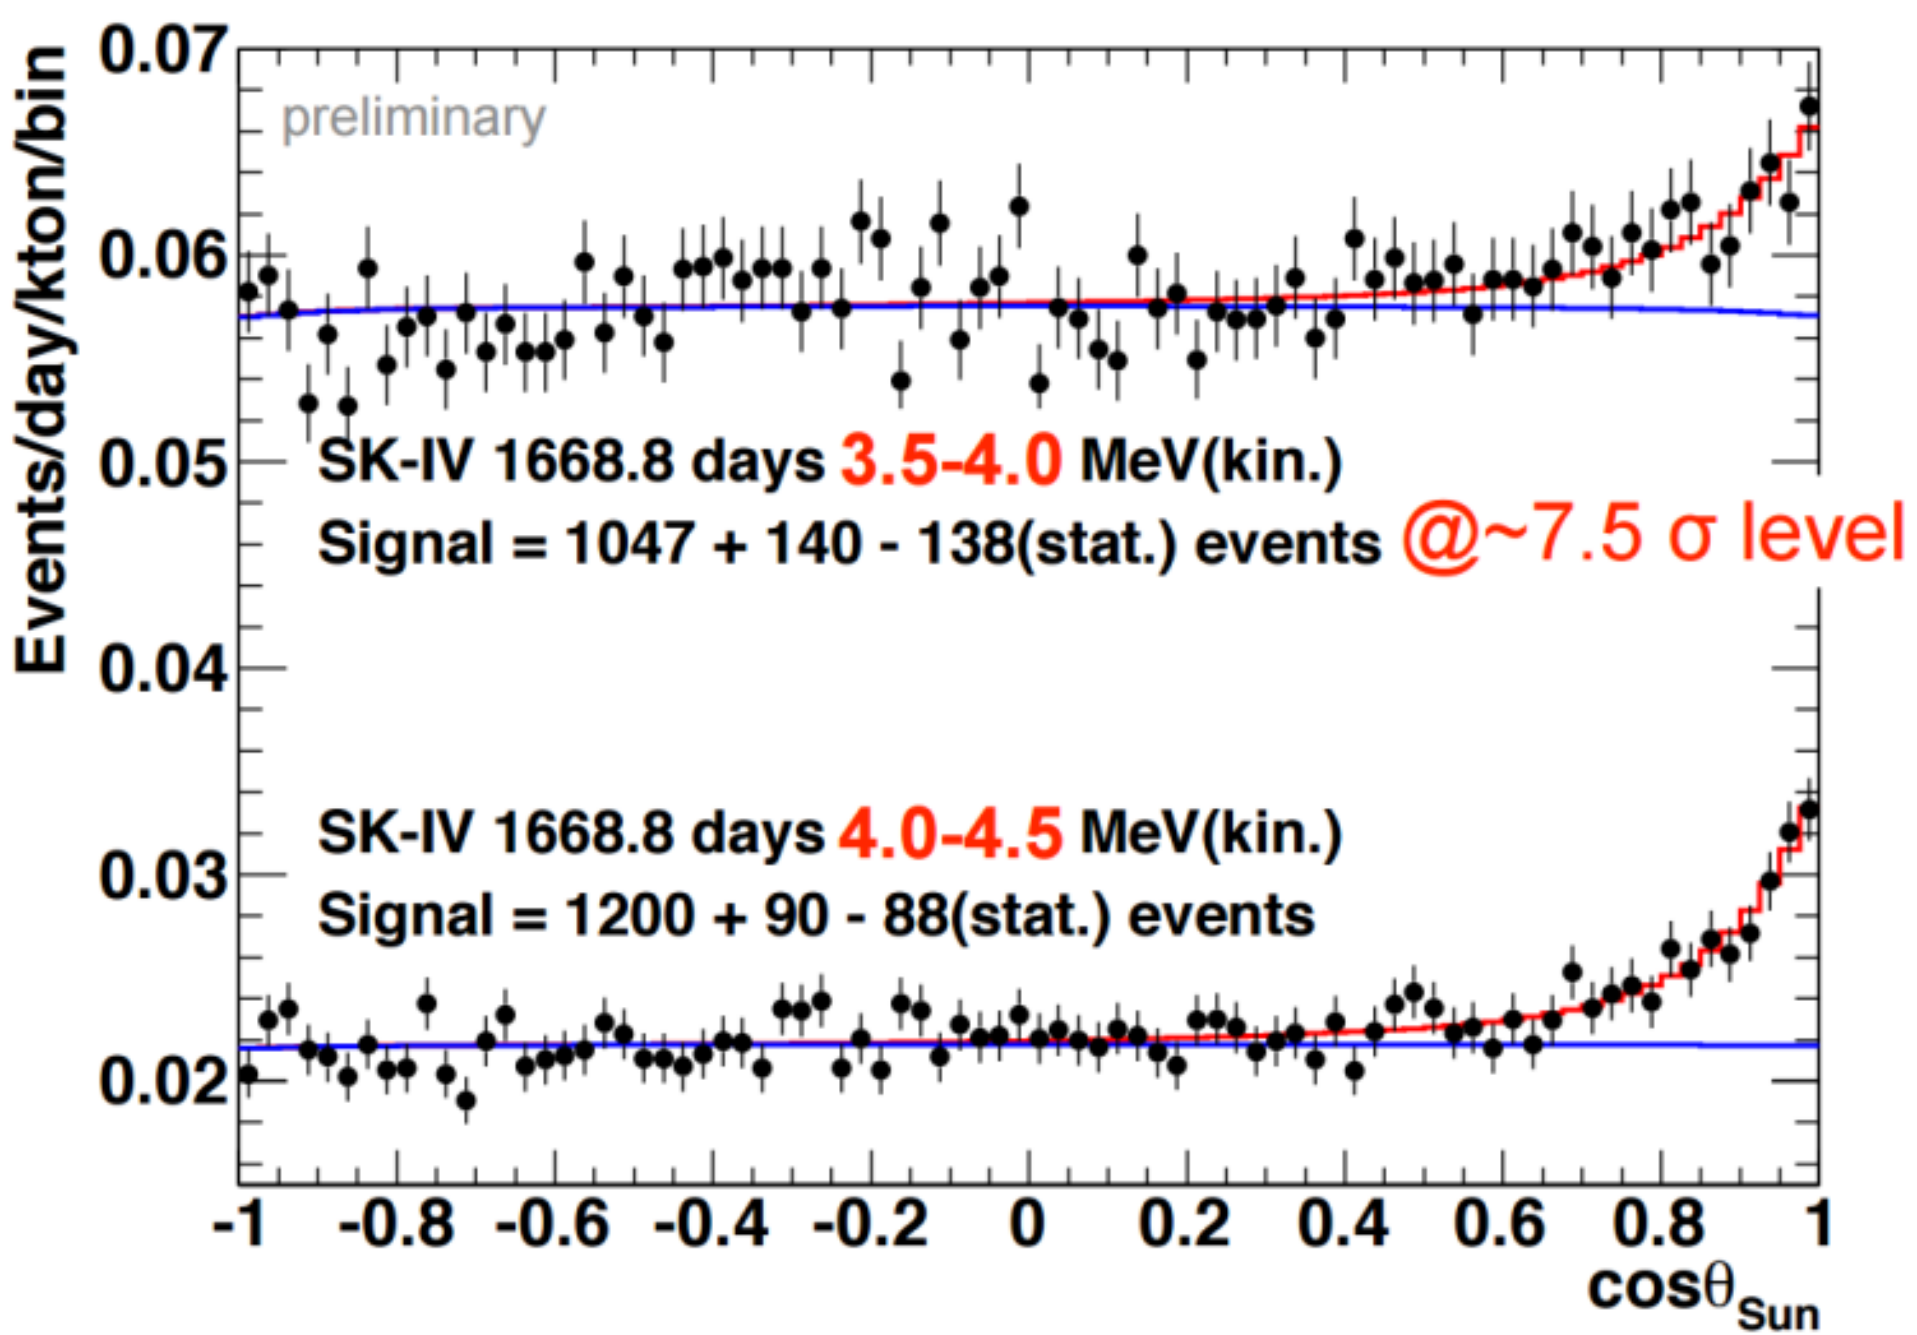 Events/day/kton/bin
0.07
preliminary
0.06
0.05
SK-IV 1668.8 days 3.5-4.0 MeV(kin.)
Signal = 1047 + 140 - 138(stat.) events @~7.5 σ level
0.04
SK-IV 1668.8 days 4.0-4.5 MeV(kin.)
0.03
Signal = 1200 + 90 - 88(stat.) events
0.02
-1 -0.8 -0.6 -0.4 -0.2 0 0.2 0.4 0.6 0.8 1
cosθSun